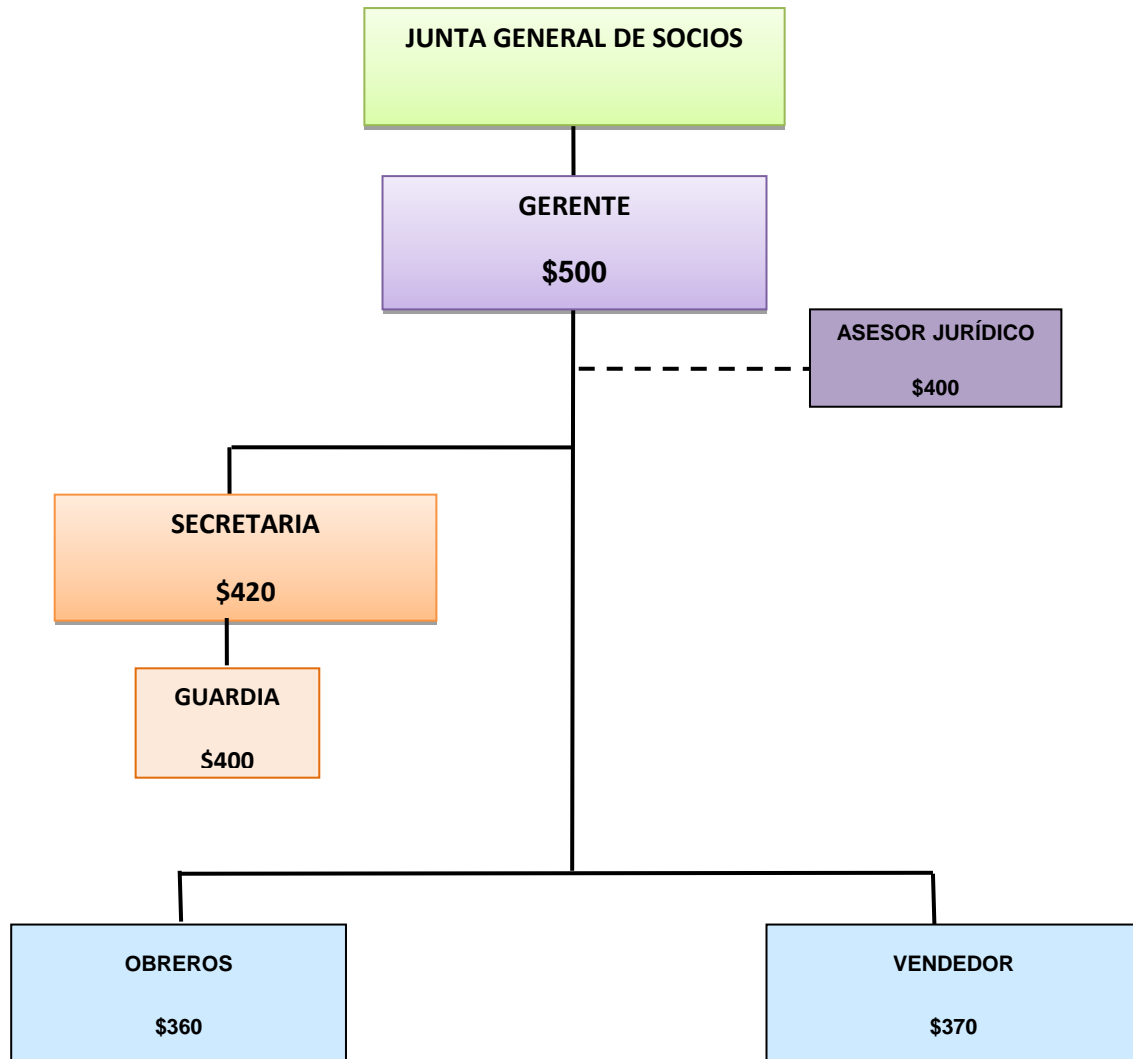 JUNTA GENERAL DE SOCIOS
GERENTE
$500
ASESOR JURÍDICO
$400
SECRETARIA
$420
GUARDIA
$400
OBREROS
$360
VENDEDOR
$370